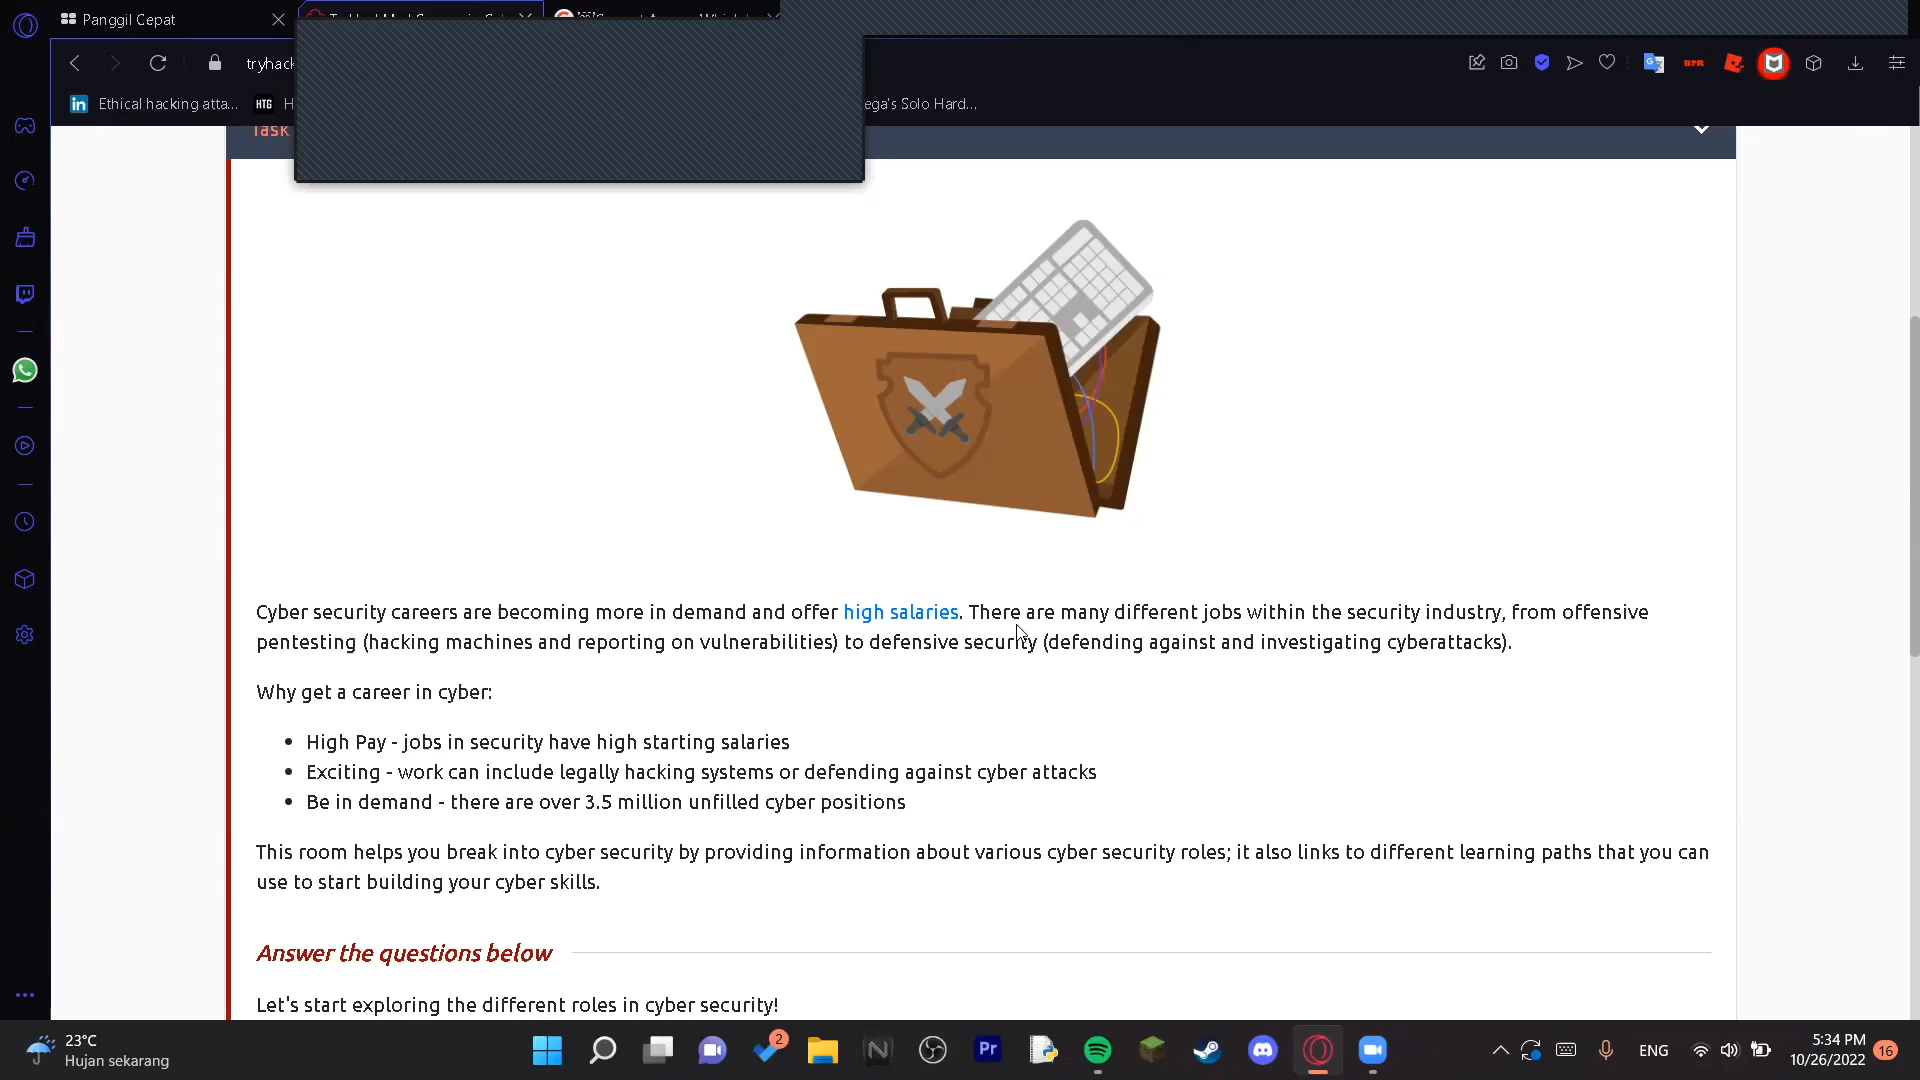 Panggil Cepat
tryhack
Ethical hacking atta...
HTG
H
ega's Solo Hard...
Task
Cyber security careers are becoming more in demand and offer high salaries. There are many different jobs within the security industry, from offensive
pentesting (hacking machines and reporting on vulnerabilities) to defensive security (defending against and investigating cyberattacks).
Why get a career in cyber:
• High Pay - jobs in security have high starting salaries
• Exciting - work can include legally hacking systems or defending against cyber attacks
• Be in demand - there are over 3.5 million unfilled cyber positions
This room helps you break into cyber security by providing information about various cyber security roles; it also links to different learning paths that you can
use to start building your cyber skills.
Answer the questions below
Let's start exploring the different roles in cyber security!
23°C
Hujan sekarang
2
Pr
ENG
5:34 PM
10/26/2022
16